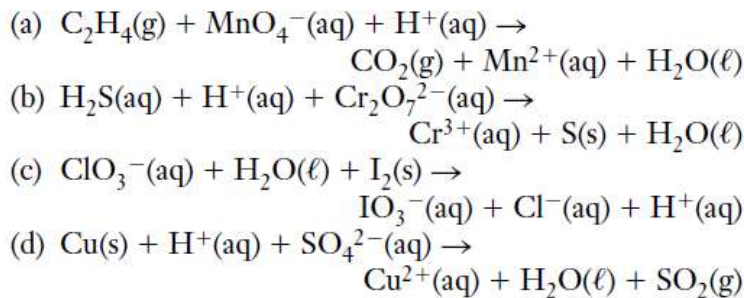 (a) C₂H₄(g) + MnO₄⁻(aq) + H⁺(aq) →
CO₂(g) + Mn²⁺(aq) + H₂O(ℓ)
(b) H₂S(aq) + H⁺(aq) + Cr₂O₇²⁻(aq) →
Cr³⁺(aq) + S(s) + H₂O(ℓ)
(c) ClO₃⁻(aq) + H₂O(ℓ) + I₂(s) →
IO₃⁻(aq) + Cl⁻(aq) + H⁺(aq)
(d) Cu(s) + H⁺(aq) + SO₄²⁻(aq) →
Cu²⁺(aq) + H₂O(ℓ) + SO₂(g)